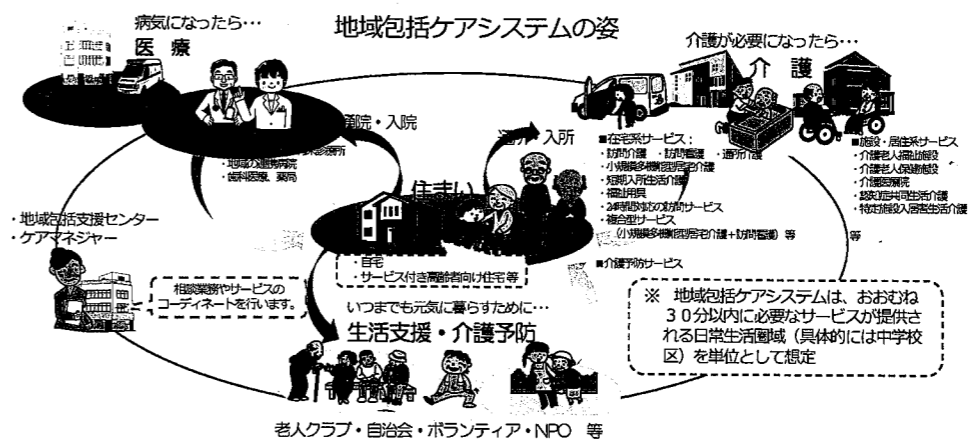 地域包括ケアシステムの姿
病気になったら…
医 療
介護が必要になったら…
介 護
院・入院
・地域の連携病院
・歯科医療、薬局
・入所
■在宅系サービス:
・訪問介護 ・訪問看護 ・通所介護
・小規模多機能型居宅介護
・短期入所生活介護
・福祉用具
・24時間対応の訪問サービス
・複合型サービス
(小規模多機能型居宅介護+訪問看護)等
■介護予防サービス
■施設・居住系サービス
・介護老人福祉施設
・介護老人保健施設
・介護医療院
・認知症共同生活介護
・特定施設入居者生活介護
等
住まい
・自宅
・サービス付き高齢者向け住宅 等
・地域包括支援センター
・ケアマネジャー
相談業務やサービスの
コーディネートを行います。
いつまでも元気に暮らすために…
生活支援・介護予防
老人クラブ・自治会・ボランティア・NPO 等
※ 地域包括ケアシステムは、おおむね
30分以内に必要なサービスが提供さ
れる日常生活圏域(具体的には中学校
区)を単位として想定